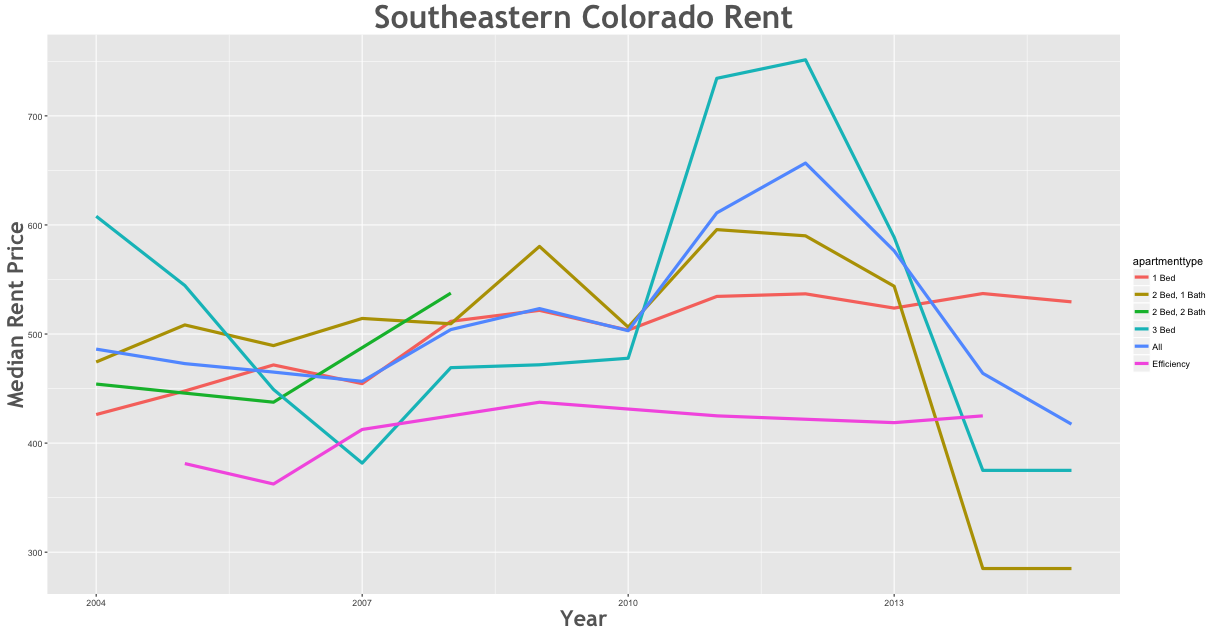 Southeastern Colorado Rent
Median Rent Price
700
600
500
400
300
2004
2007
2010
2013
Year
apartmenttype
1 Bed
2 Bed, 1 Bath
2 Bed, 2 Bath
3 Bed
All
Efficiency